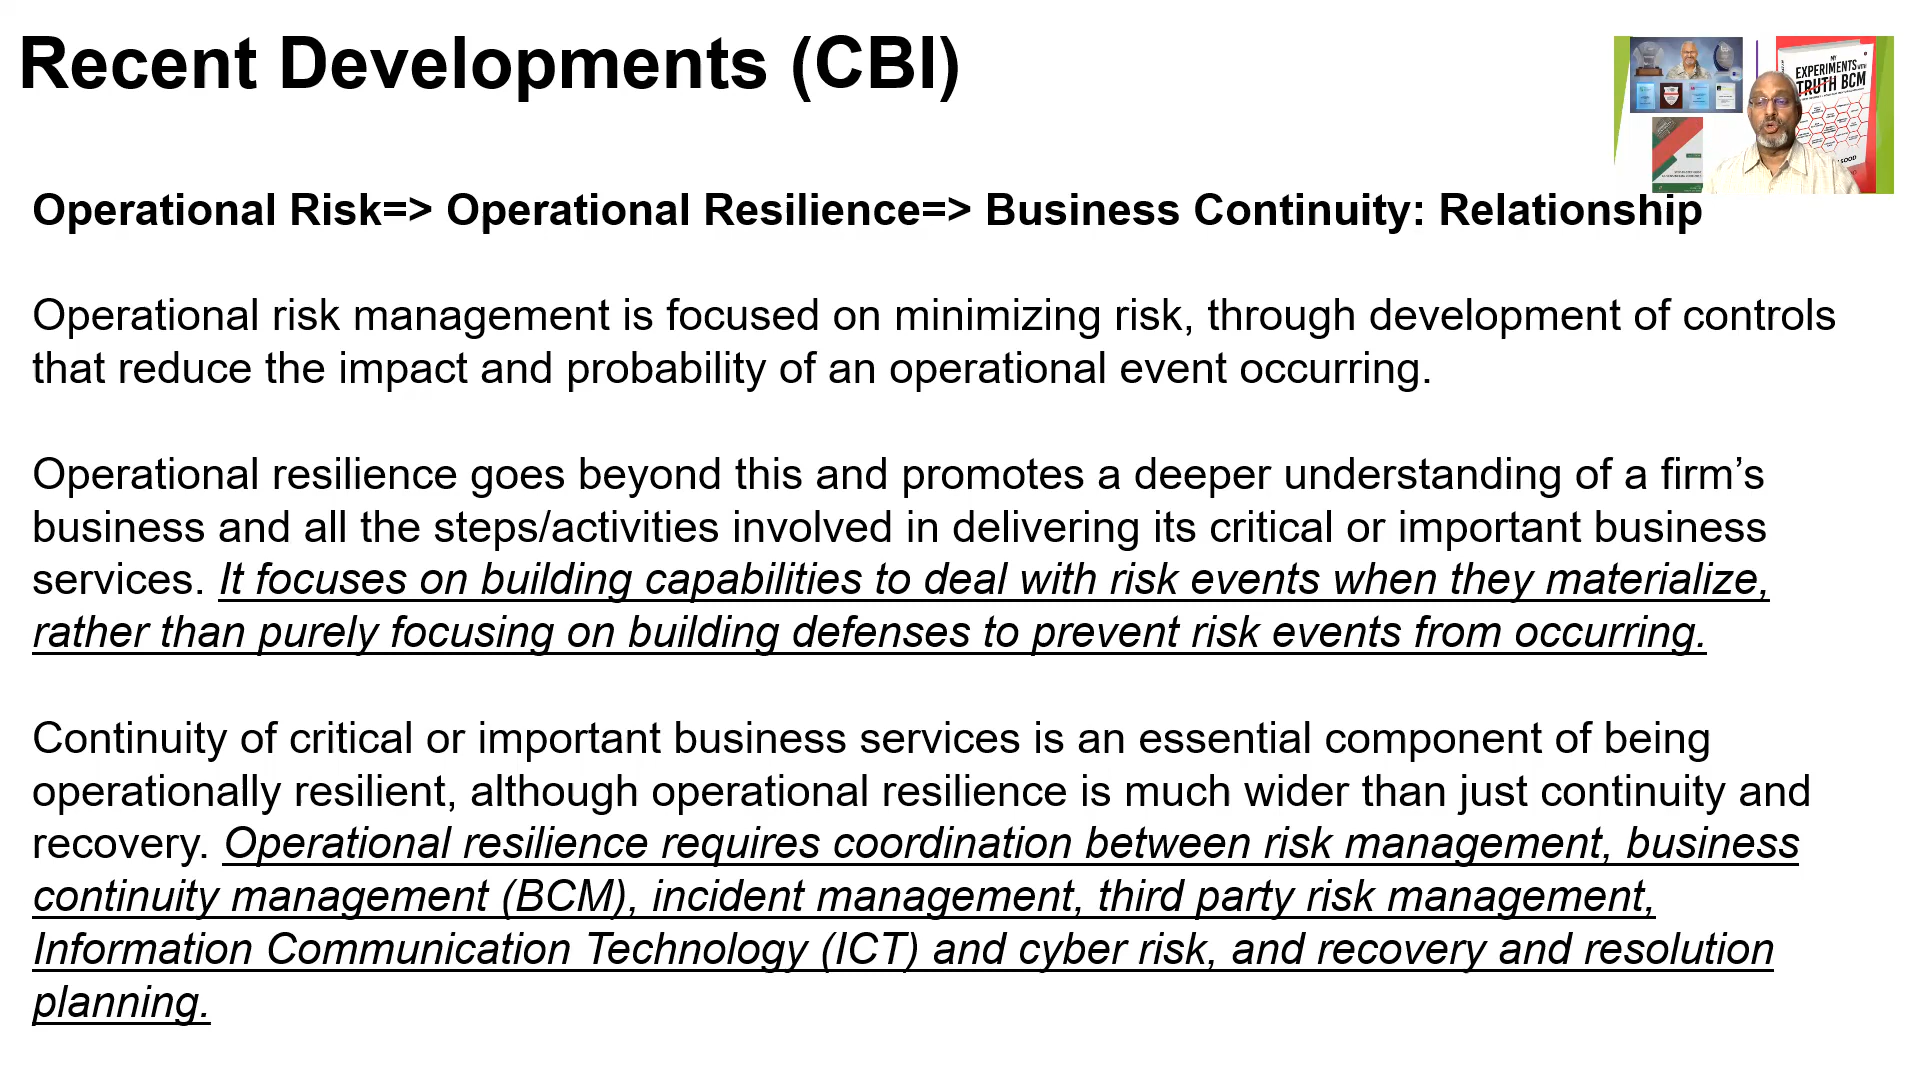 Recent Developments (CBI)
MY
EXPERIMENTS WITH
TRUTH BCM
SOOD
Operational Risk=> Operational Resilience=> Business Continuity: Relationship
Operational risk management is focused on minimizing risk, through development of controls
that reduce the impact and probability of an operational event occurring.
Operational resilience goes beyond this and promotes a deeper understanding of a firm’s
business and all the steps/activities involved in delivering its critical or important business
services. It focuses on building capabilities to deal with risk events when they materialize,
rather than purely focusing on building defenses to prevent risk events from occurring.
Continuity of critical or important business services is an essential component of being
operationally resilient, although operational resilience is much wider than just continuity and
recovery. Operational resilience requires coordination between risk management, business
continuity management (BCM), incident management, third party risk management,
Information Communication Technology (ICT) and cyber risk, and recovery and resolution
planning.